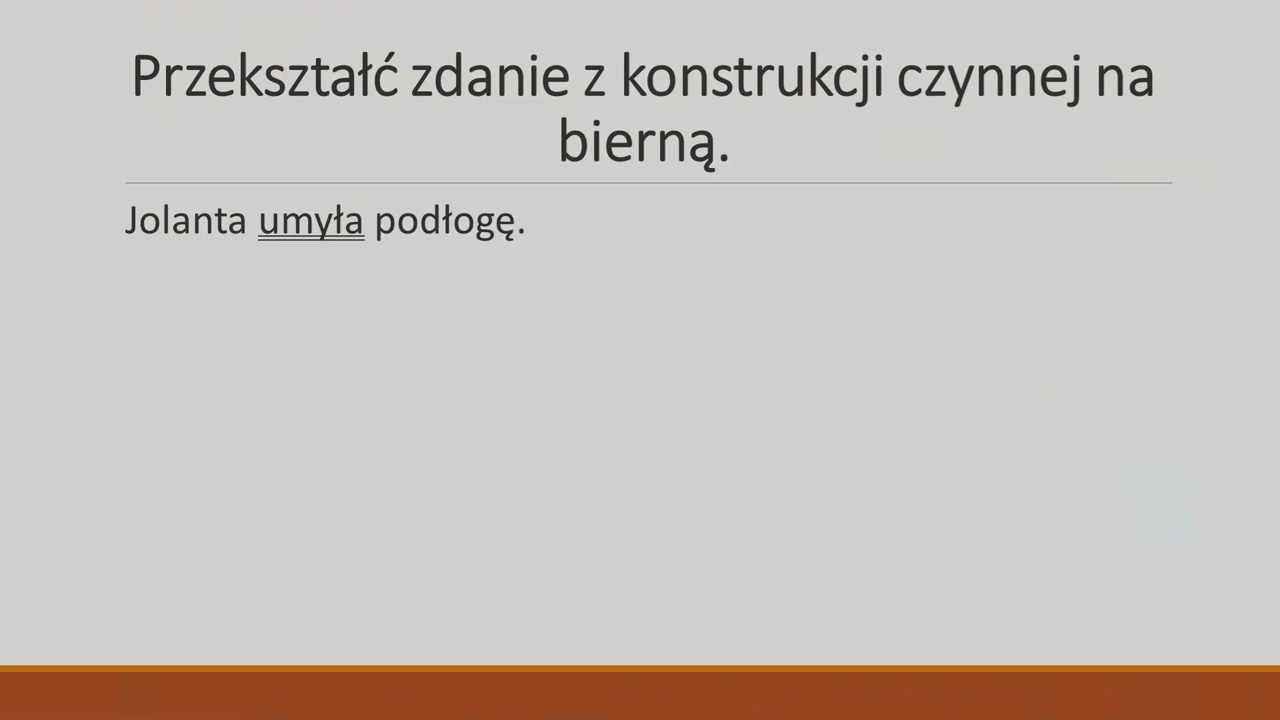 Przekształć zdanie z konstrukcji czynnej na
bierną.
Jolanta umyła podłogę.